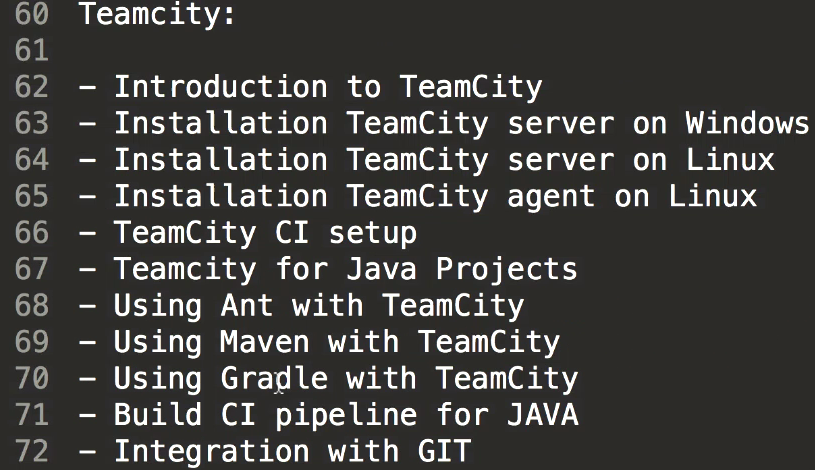 60 Teamcity:
61
62 - Introduction to TeamCity
63 - Installation TeamCity server on Windows
64 - Installation TeamCity server on Linux
65 - Installation TeamCity agent on Linux
66 - TeamCity CI setup
67 - Teamcity for Java Projects
68 - Using Ant with TeamCity
69 - Using Maven with TeamCity
70 - Using Gradle with TeamCity
71 - Build CI pipeline for JAVA
72 - Integration with GIT